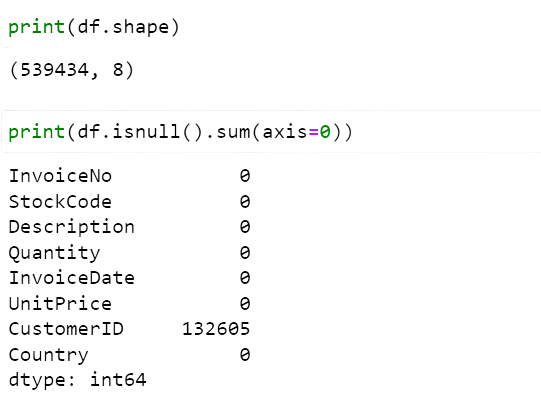 print(df.shape)
(539434, 8)
print(df.isnull().sum(axis=0))
InvoiceNo 0
StockCode 0
Description 0
Quantity 0
InvoiceDate 0
UnitPrice 0
CustomerID 132605
Country 0
dtype: int64